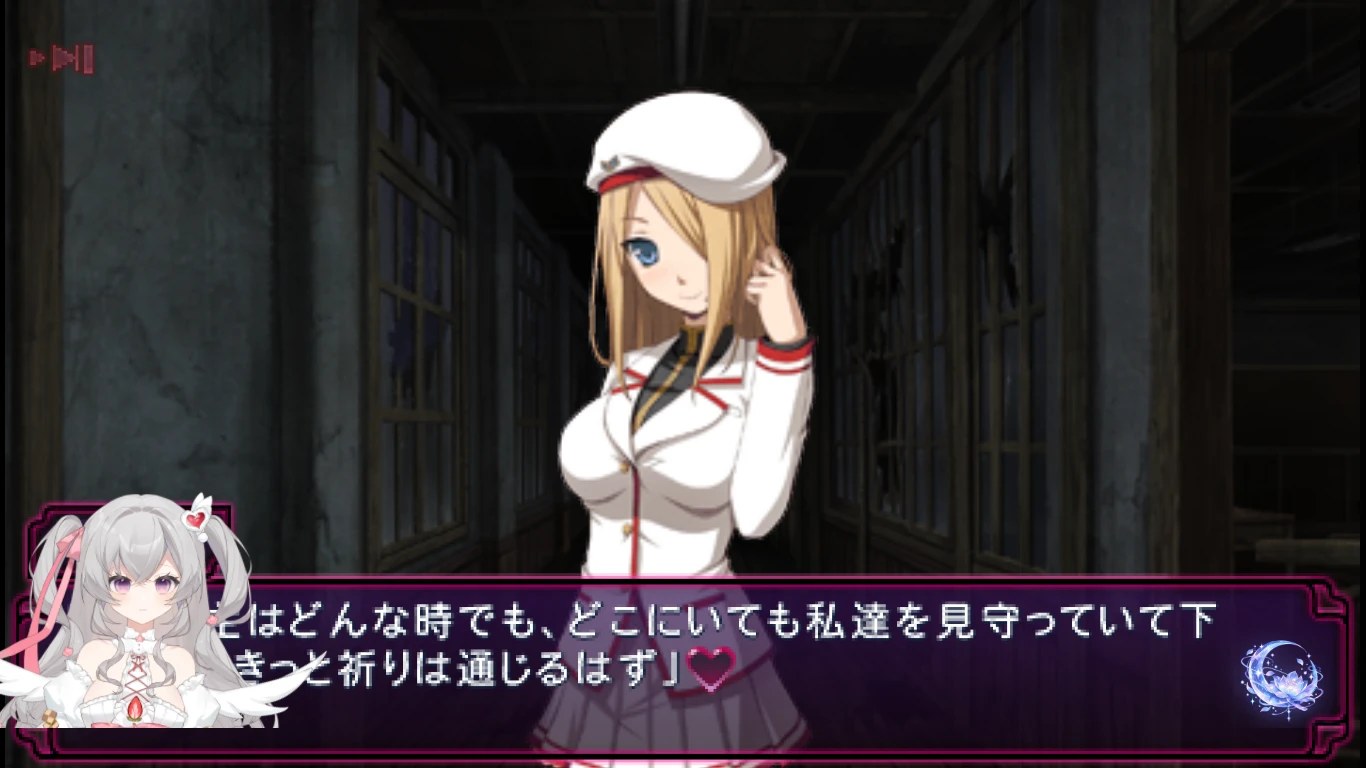 はどんな時でも､どこにいても私達を見守っていて下
きっと祈りは通じるはず｣